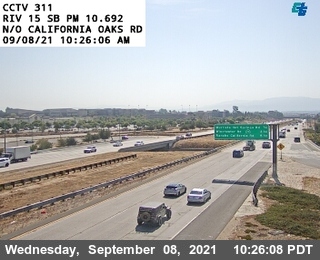 CCTV 311
RIV 15 SB PM 10.692
N/O CALIFORNIA OAKS RD
09/08/21 10:26:06 AM
Wednesday, September 08, 2021 10:26:08 PDT